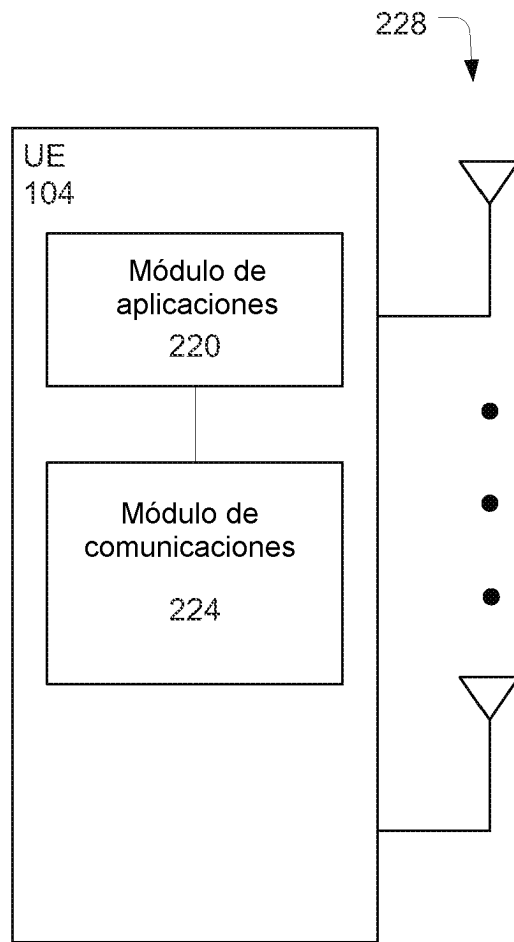 228
UE
104
Módulo de
aplicaciones
220
Módulo de
comunicaciones
224